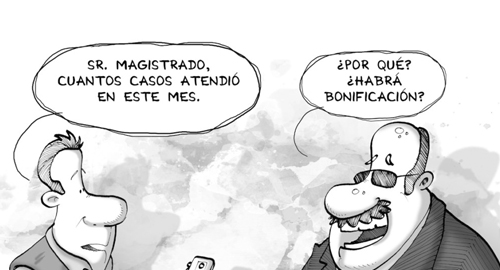 SR. MAGISTRADO,
CUANTOS CASOS ATENDIÓ
EN ESTE MES.
¿POR QUÉ?
¿HABRÁ
BONIFICACIÓN?